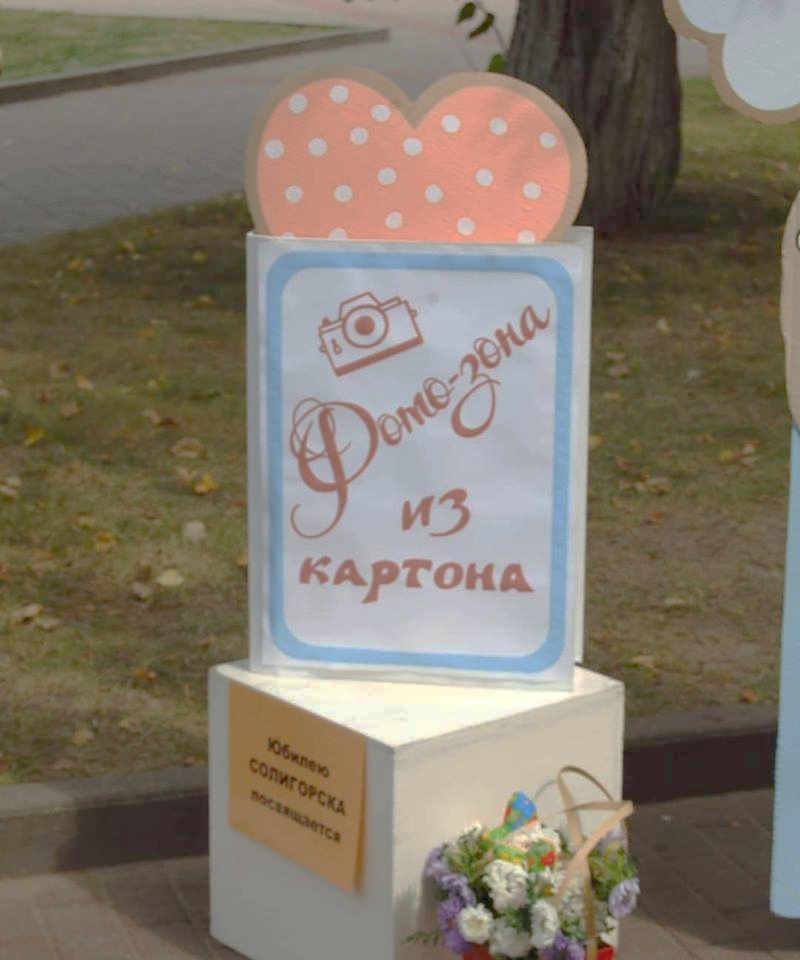 Фото-зона
из
картона
Юбилею
СОЛИГОРСКА
посвящается